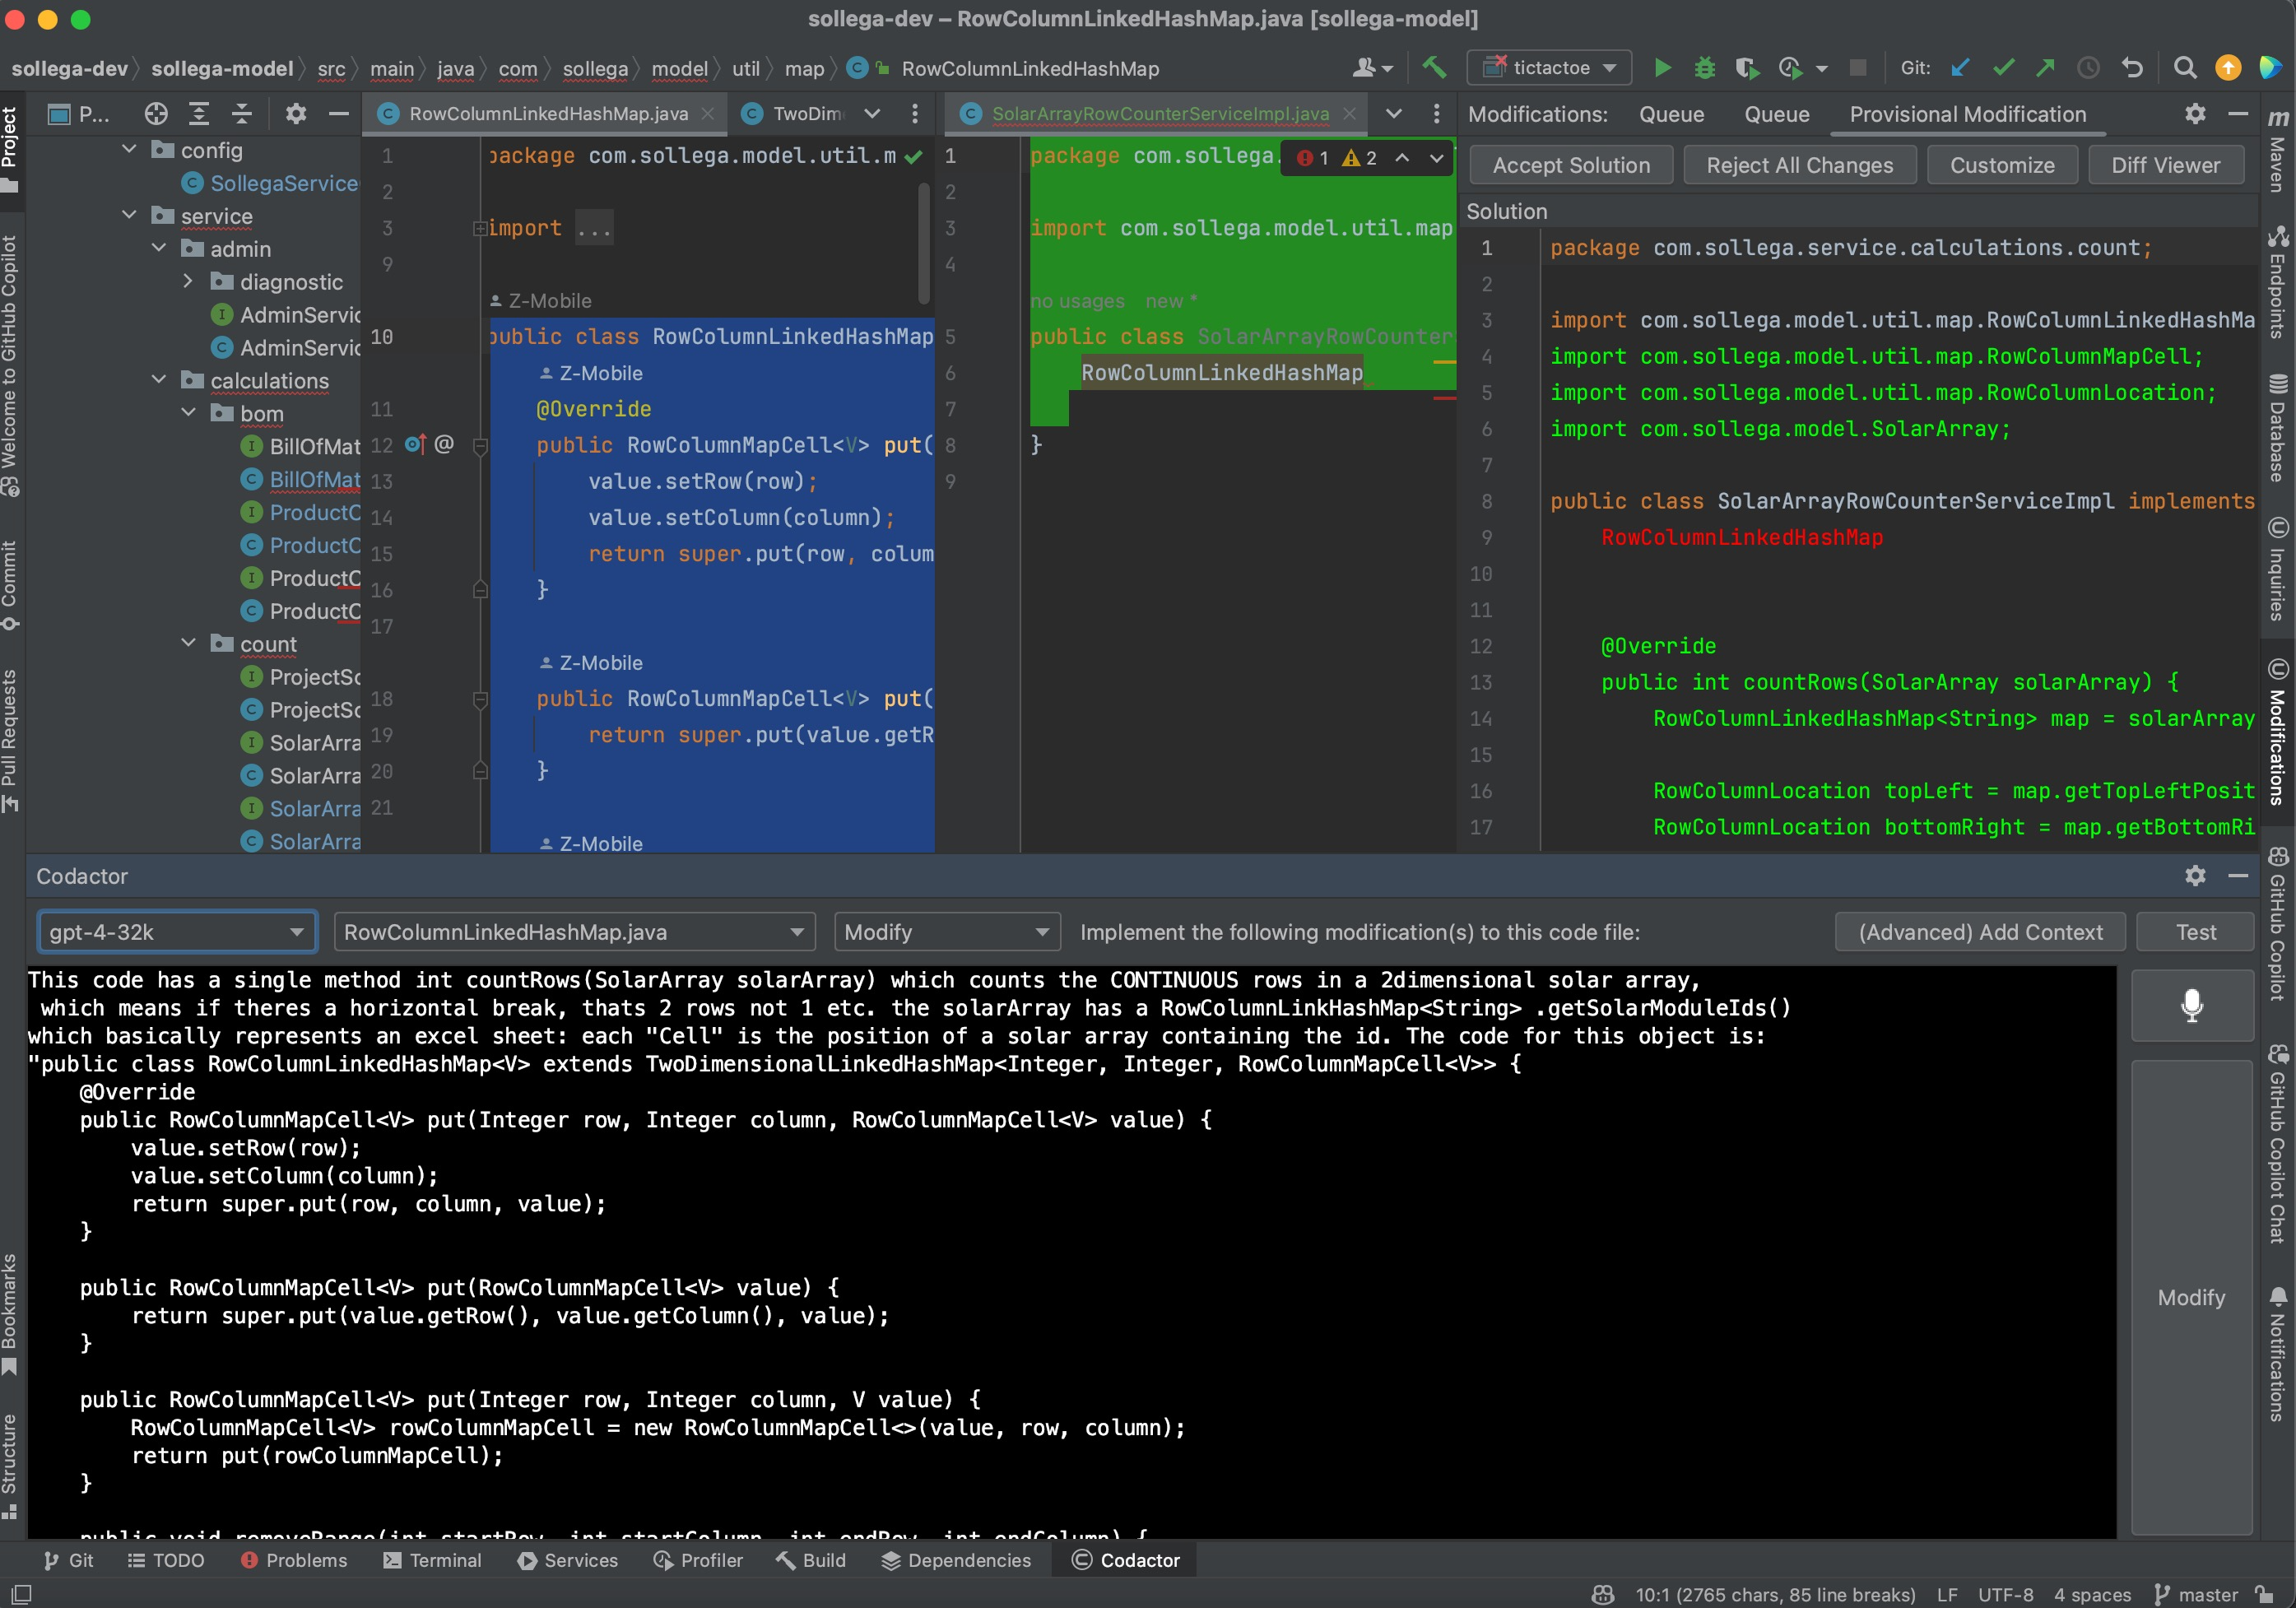 sollega-dev – RowColumnLinkedHashMap.java [sollega-model]
sollega-dev sollega-model src main java com sollega model util map RowColumnLinkedHashMap
tictactoe
Git:
P...
RowColumnLinkedHashMap.java
TwoDim
SolarArrayRowCounterServiceImpl.java
Modifications: Queue Queue Provisional Modification
Accept Solution Reject All Changes Customize Diff Viewer
Solution
Project
Welcome to GitHub Copilot
Commit
Pull Requests
Bookmarks
Structure
config
SollegaService
service
admin
diagnostic
AdminServic
AdminServic
calculations
bom
BillOfMat
BillOfMat
ProductC
ProductC
ProductC
ProductC
count
ProjectSc
ProjectSc
SolarArra
SolarArra
SolarArra
SolarArra
1 package com.sollega.model.util.m
2
3 import ...
9
Z-Mobile
10 public class RowColumnLinkedHashMap
Z-Mobile
11 @Override
12 @ public RowColumnMapCell<V> put(
13 value.setRow(row);
14 value.setColumn(column);
15 return super.put(row, colum
16 }
17
Z-Mobile
18 public RowColumnMapCell<V> put(
19 return super.put(value.getR
20 }
21
Z-Mobile
1 package com.sollega.
1 2
2
3 import com.sollega.model.util.map
4
no usages new *
5 public class SolarArrayRowCounter
6 RowColumnLinkedHashMap
7
8 }
9
1 package com.sollega.service.calculations.count;
2
3 import com.sollega.model.util.map.RowColumnLinkedHashMa
4 import com.sollega.model.util.map.RowColumnMapCell;
5 import com.sollega.model.util.map.RowColumnLocation;
6 import com.sollega.model.SolarArray;
7
8 public class SolarArrayRowCounterServiceImpl implements
9 RowColumnLinkedHashMap
10
11
12 @Override
13 public int countRows(SolarArray solarArray) {
14 RowColumnLinkedHashMap<String> map = solarArray
15
16 RowColumnLocation topLeft = map.getTopLeftPosit
17 RowColumnLocation bottomRight = map.getBottomRi
m Maven
Endpoints
Database
Inquiries
Modifications
GitHub Copilot
GitHub Copilot Chat
Notifications
Codactor
gpt-4-32k
RowColumnLinkedHashMap.java
Modify
Implement the following modification(s) to this code file:
(Advanced) Add Context
Test
This code has a single method int countRows(SolarArray solarArray) which counts the CONTINUOUS rows in a 2dimensional solar array,
which means if theres a horizontal break, thats 2 rows not 1 etc. the solarArray has a RowColumnLinkHashMap<String> .getSolarModuleIds()
which basically represents an excel sheet: each "Cell" is the position of a solar array containing the id. The code for this object is:
"public class RowColumnLinkedHashMap<V> extends TwoDimensionalLinkedHashMap<Integer, Integer, RowColumnMapCell<V>> {
@Override
public RowColumnMapCell<V> put(Integer row, Integer column, RowColumnMapCell<V> value) {
value.setRow(row);
value.setColumn(column);
return super.put(row, column, value);
}
public RowColumnMapCell<V> put(RowColumnMapCell<V> value) {
return super.put(value.getRow(), value.getColumn(), value);
}
public RowColumnMapCell<V> put(Integer row, Integer column, V value) {
RowColumnMapCell<V> rowColumnMapCell = new RowColumnMapCell<>(value, row, column);
return put(rowColumnMapCell);
}
public void removeRange(int startRow, int startColumn, int endRow, int endColumn) {
Modify
Git TODO Problems Terminal Services Profiler Build Dependencies Codactor
10:1 (2765 chars, 85 line breaks) LF UTF-8 4 spaces master